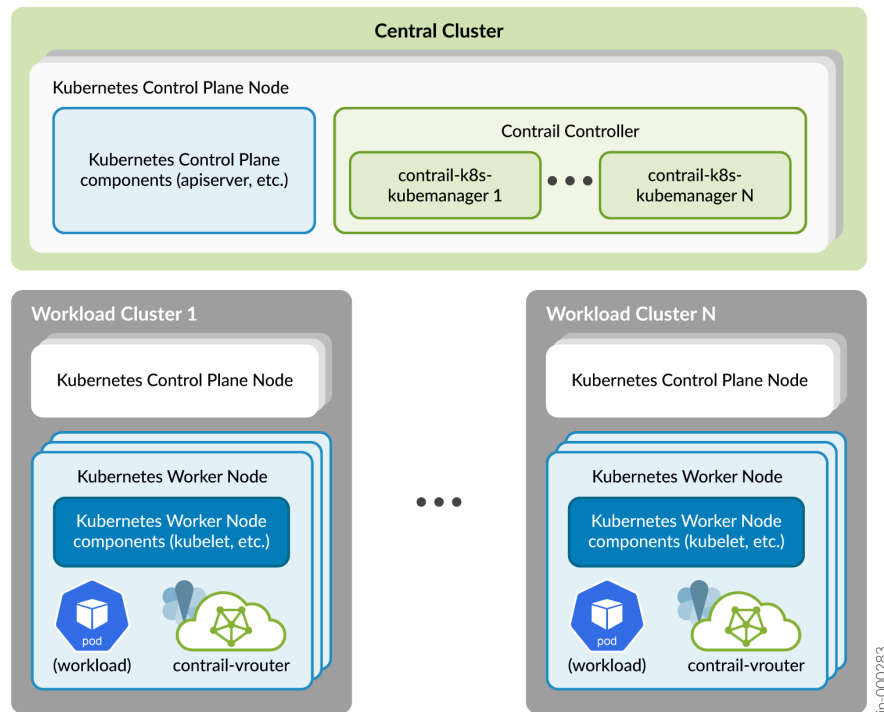 Central Cluster
Kubernetes Control Plane Node
Kubernetes Control Plane
components (apiserver, etc.)
Contrail Controller
contrail-k8s-
kubemanager 1
contrail-k8s-
kubemanager N
Workload Cluster 1
Kubernetes Control Plane Node
Kubernetes Worker Node
Kubernetes Worker Node
components (kubelet, etc.)
pod
(workload)
contrail-vrouter
Workload Cluster N
Kubernetes Control Plane Node
Kubernetes Worker Node
Kubernetes Worker Node
components (kubelet, etc.)
pod
(workload)
contrail-vrouter
jn-000283